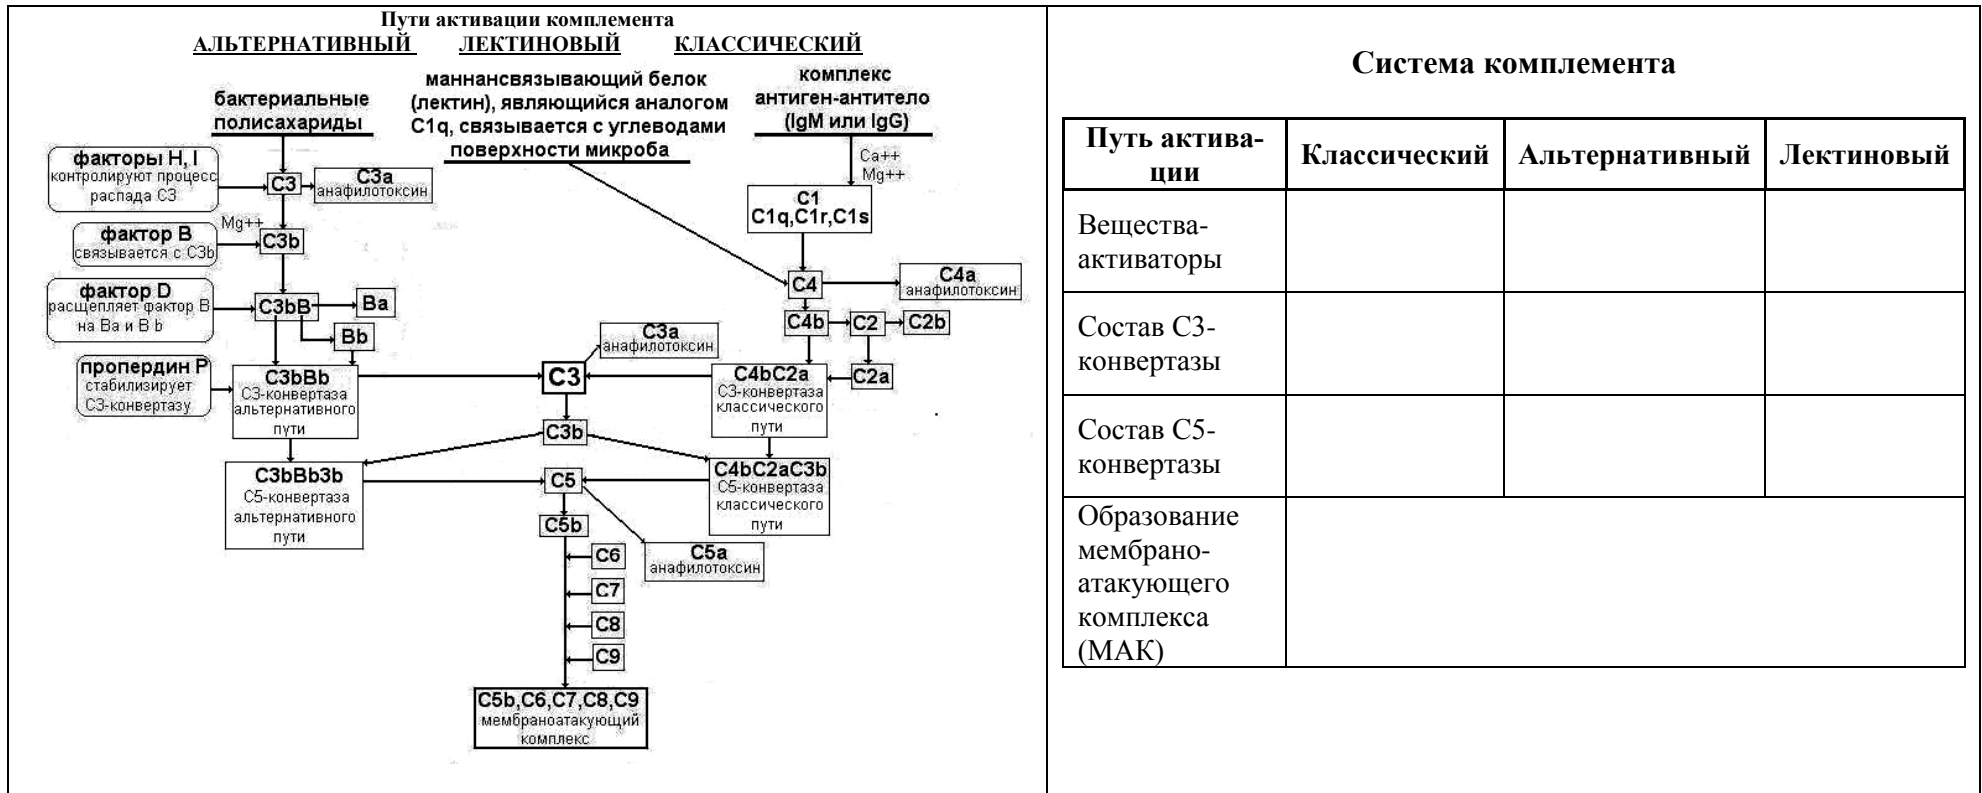 Пути активации комплемента
АЛЬТЕРНАТИВНЫЙ ЛЕКТИНОВЫЙ КЛАССИЧЕСКИЙ
бактериальные
полисахариды
маннансвязывающий белок
(лектин), являющийся аналогом
C1q, связывается с углеводами
поверхности микроба
комплекс
антиген-антитело
(IgM или IgG)
Ca++
Mg++
факторы H, I
контролируют процесс
распада C3
C3
C3a
анафилотоксин
C1
C1q,C1r,C1s
Mg++
фактор B
связывается с C3b
C3b
C4
C4a
анафилотоксин
фактор D
расщепляет фактор B
на Ba и B b
C3bB
Ba
Bb
C4b
C2
C2b
C3a
анафилотоксин
пропердин P
стабилизирует
C3-конвертазу
C3bBb
C3-конвертаза
альтернативного
пути
C3
C4bC2a
C3-конвертаза
классического
пути
C2a
C3b
C3bBb3b
C5-конвертаза
альтернативного
пути
C5
C4bC2aC3b
C5-конвертаза
классического
пути
C5b
C5a
анафилотоксин
C6
C7
C8
C9
C5b,C6,C7,C8,C9
мембраноатакующий
комплекс
Система комплемента
Путь актива-
ции
Классический
Альтернативный
Лектиновый
Вещества-
активаторы
Состав С3-
конвертазы
Состав С5-
конвертазы
Образование
мембрано-
атакующего
комплекса
(МАК)